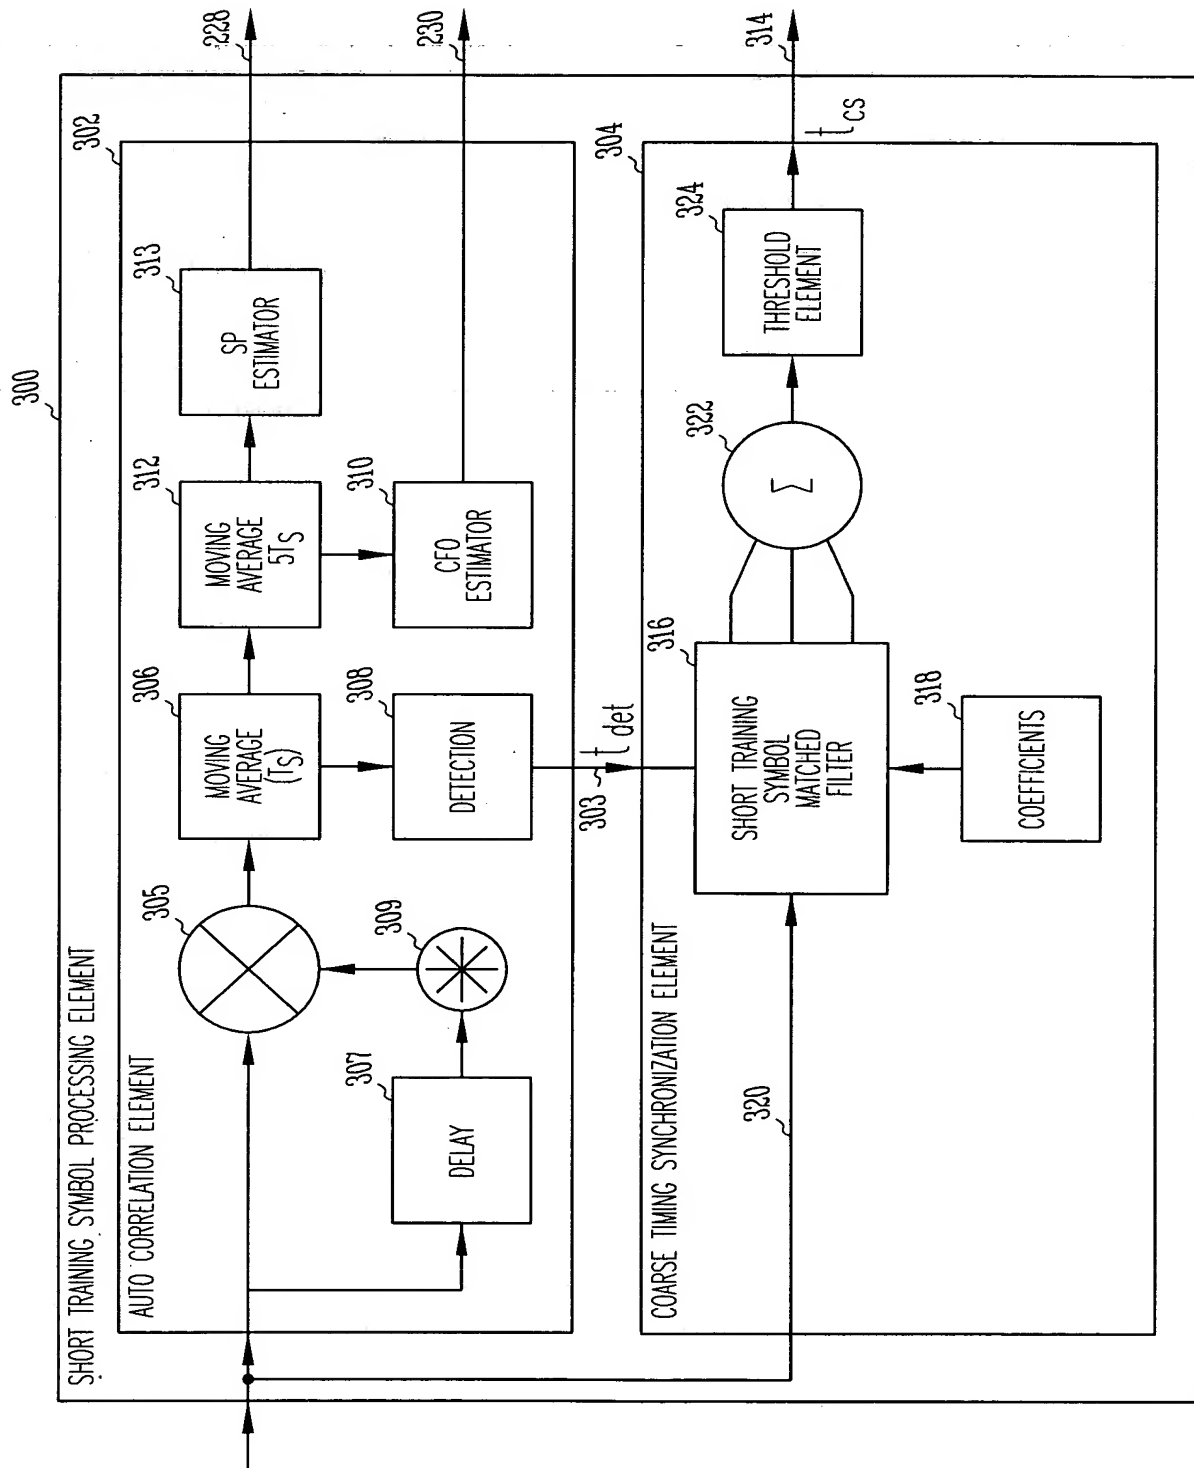 300
SHORT TRAINING SYMBOL PROCESSING ELEMENT
302
AUTO CORRELATION ELEMENT
305
306
MOVING
AVERAGE
(TS)
312
MOVING
AVERAGE
5TS
313
SP
ESTIMATOR
228
307
DELAY
309
308
DETECTION
310
CFO
ESTIMATOR
230
303
tdet
304
COARSE TIMING SYNCHRONIZATION ELEMENT
320
316
SHORT TRAINING
SYMBOL
MATCHED
FILTER
322
Σ
324
THRESHOLD
ELEMENT
tCS
314
318
COEFFICIENTS